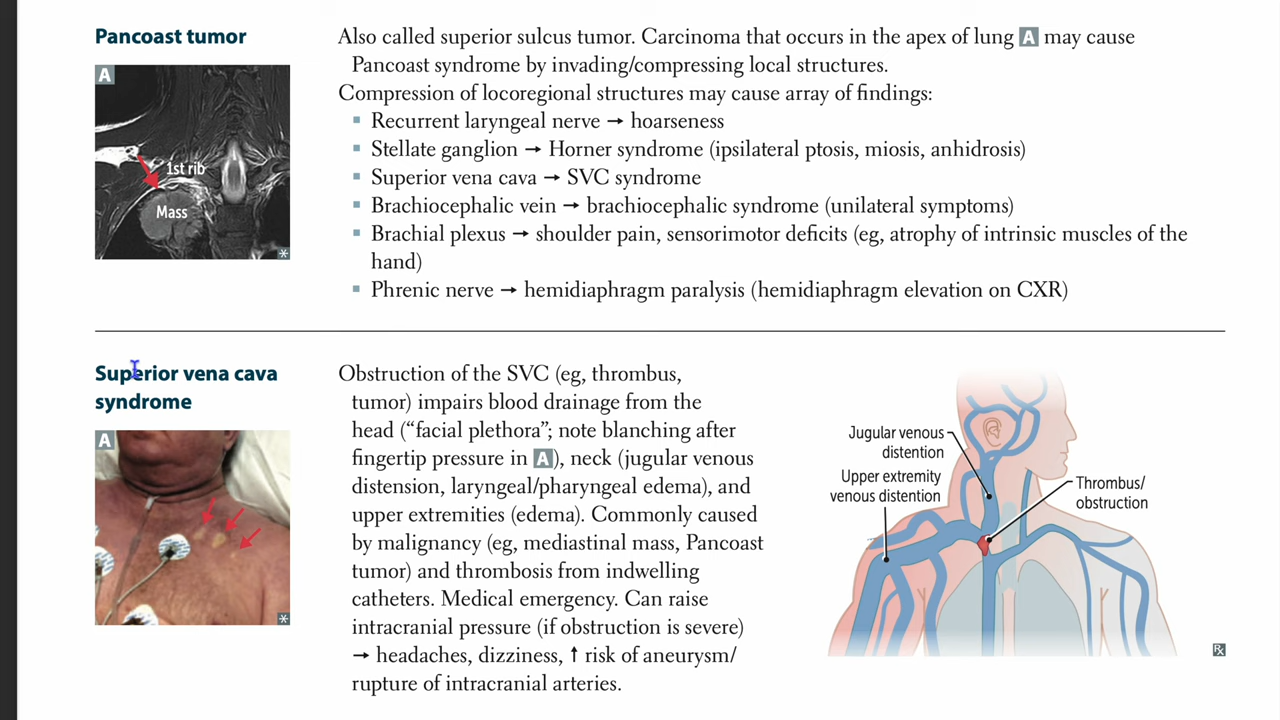 Pancoast tumor
A
1st rib
Mass
*
Also called superior sulcus tumor. Carcinoma that occurs in the apex of lung A may cause
Pancoast syndrome by invading/compressing local structures.
Compression of locoregional structures may cause array of findings:
▪ Recurrent laryngeal nerve → hoarseness
▪ Stellate ganglion → Horner syndrome (ipsilateral ptosis, miosis, anhidrosis)
▪ Superior vena cava → SVC syndrome
▪ Brachiocephalic vein → brachiocephalic syndrome (unilateral symptoms)
▪ Brachial plexus → shoulder pain, sensorimotor deficits (eg, atrophy of intrinsic muscles of the
hand)
▪ Phrenic nerve → hemidiaphragm paralysis (hemidiaphragm elevation on CXR)
Superior vena cava
syndrome
A
*
Obstruction of the SVC (eg, thrombus,
tumor) impairs blood drainage from the
head (“facial plethora”; note blanching after
fingertip pressure in A), neck (jugular venous
distension, laryngeal/pharyngeal edema), and
upper extremities (edema). Commonly caused
by malignancy (eg, mediastinal mass, Pancoast
tumor) and thrombosis from indwelling
catheters. Medical emergency. Can raise
intracranial pressure (if obstruction is severe)
→ headaches, dizziness, ↑ risk of aneurysm/
rupture of intracranial arteries.
Jugular venous
distention
Upper extremity
venous distention
Thrombus/
obstruction
Rx